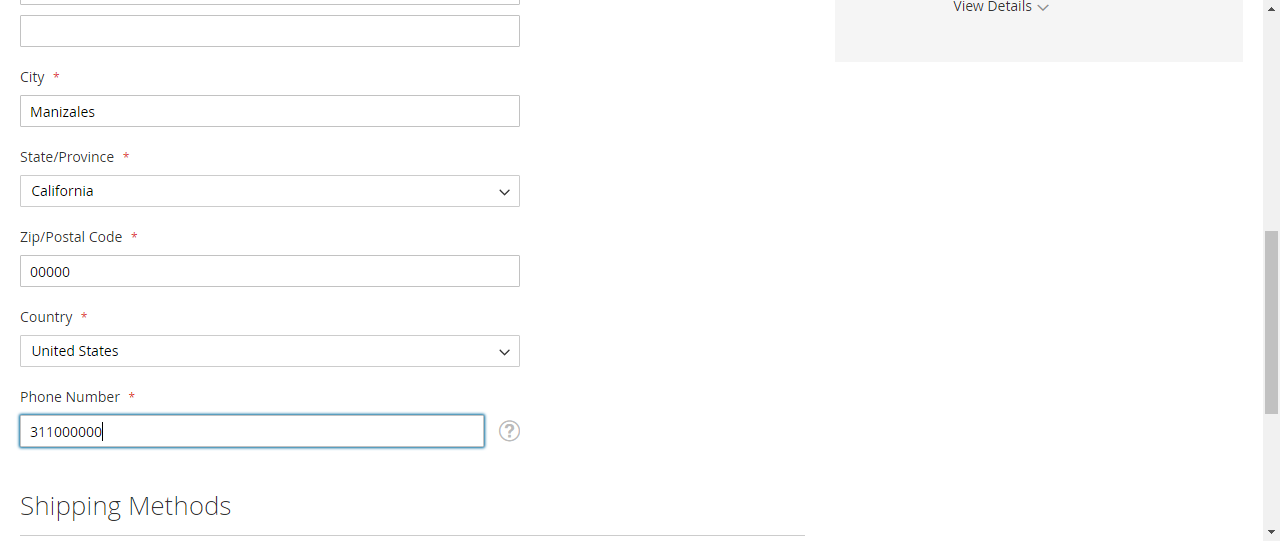 View Details
City *
Manizales
State/Province *
California
Zip/Postal Code *
00000
Country *
United States
Phone Number *
311000000
?
Shipping Methods